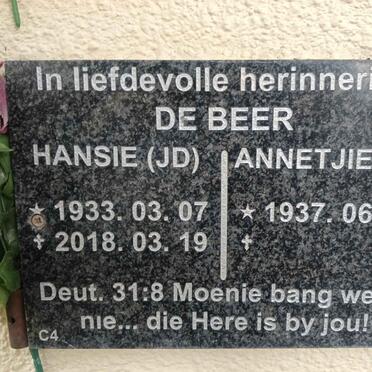 In liefdevolle herinneri
DE BEER
HANSIE (JD) ANNETJIE
1933. 03. 07 1937. 06
2018. 03. 19
Deut. 31:8 Moenie bang we
nie... die Here is by jou!
C4